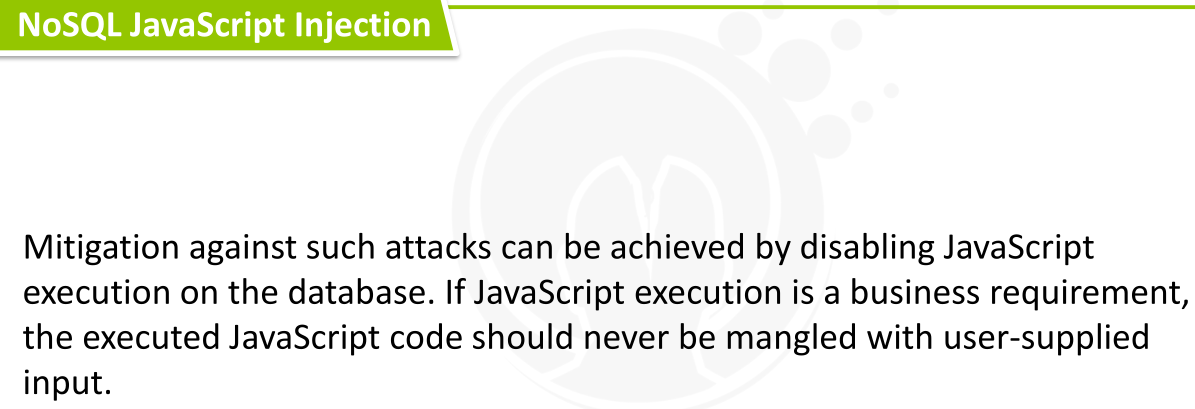 NoSQL JavaScript Injection
Mitigation against such attacks can be achieved by disabling JavaScript
execution on the database. If JavaScript execution is a business requirement,
the executed JavaScript code should never be mangled with user-supplied
input.